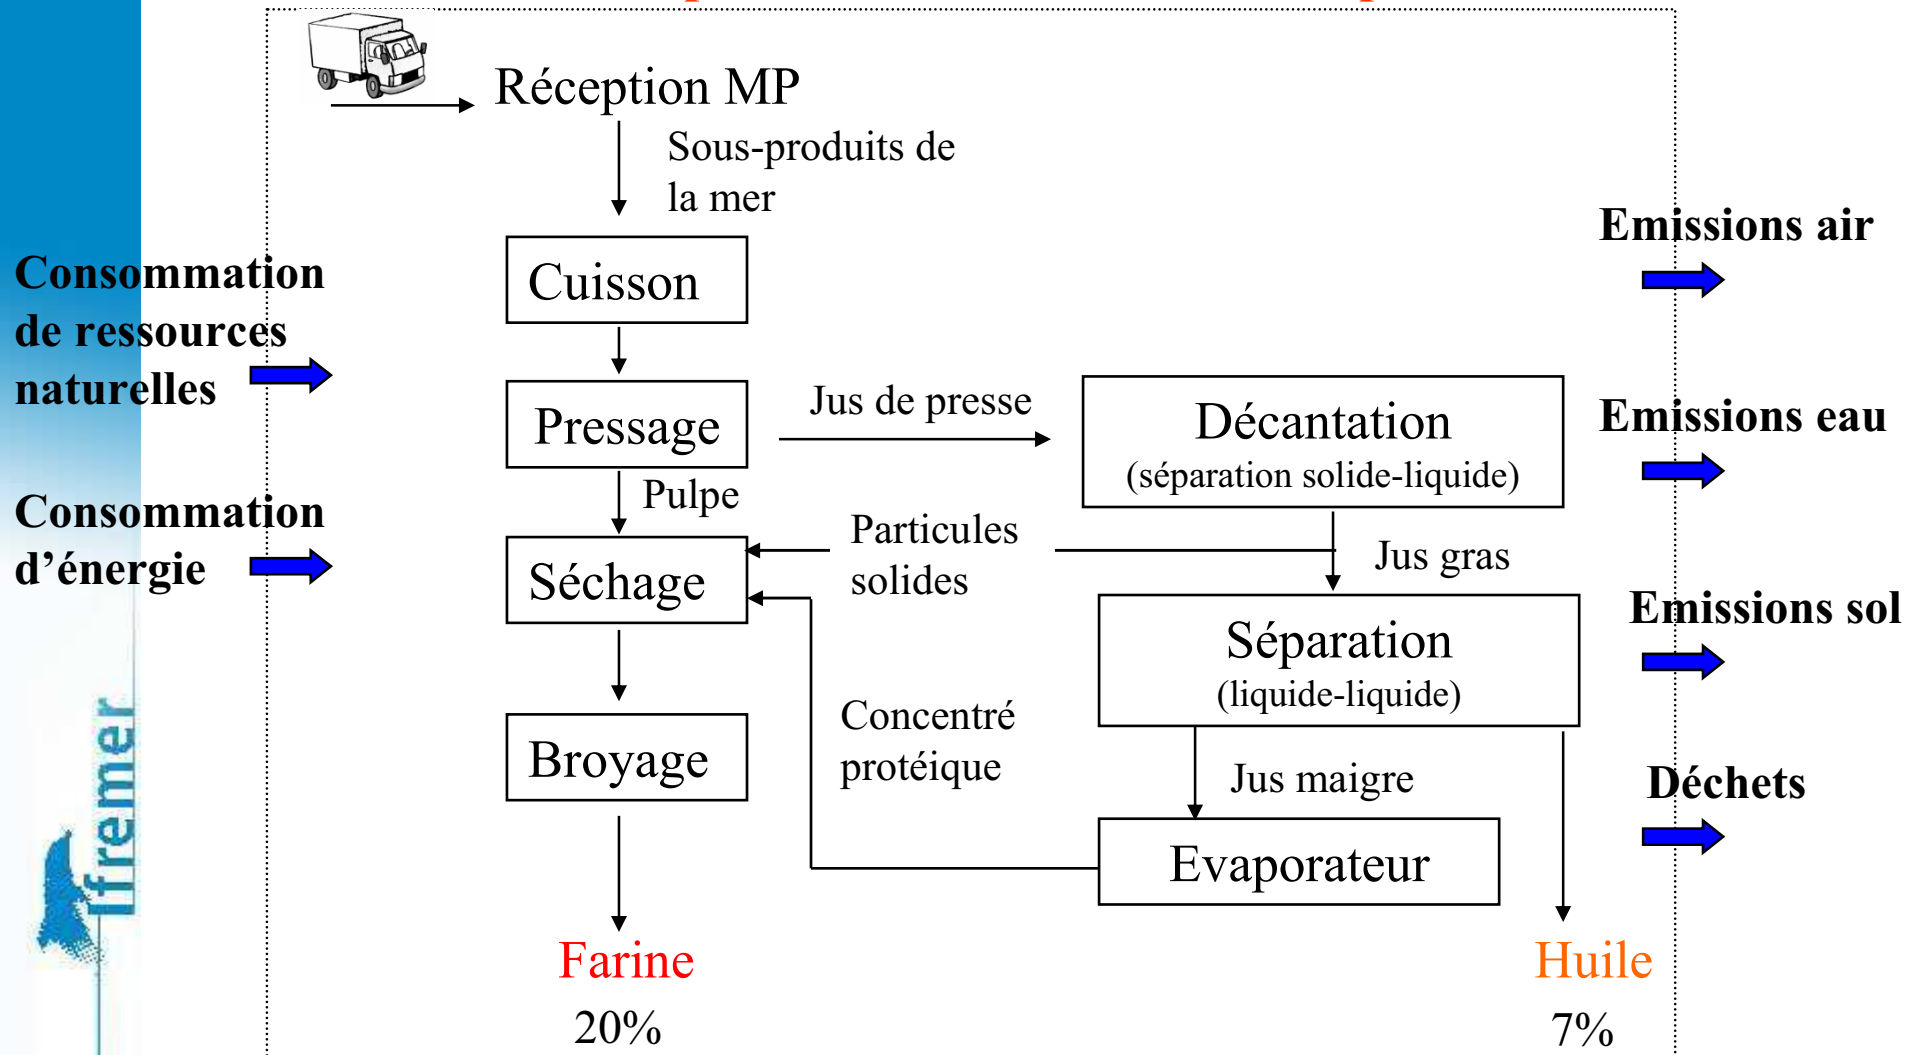 Réception MP
Sous-produits de
la mer
Emissions air
Consommation
de ressources
naturelles
Cuisson
Pressage
Jus de presse
Décantation
(séparation solide-liquide)
Emissions eau
Pulpe
Consommation
d’énergie
Particules
solides
Jus gras
Séchage
Séparation
(liquide-liquide)
Emissions sol
Concentré
protéique
Broyage
Jus maigre
Déchets
Evaporateur
Ifremer
Farine
20%
Huile
7%